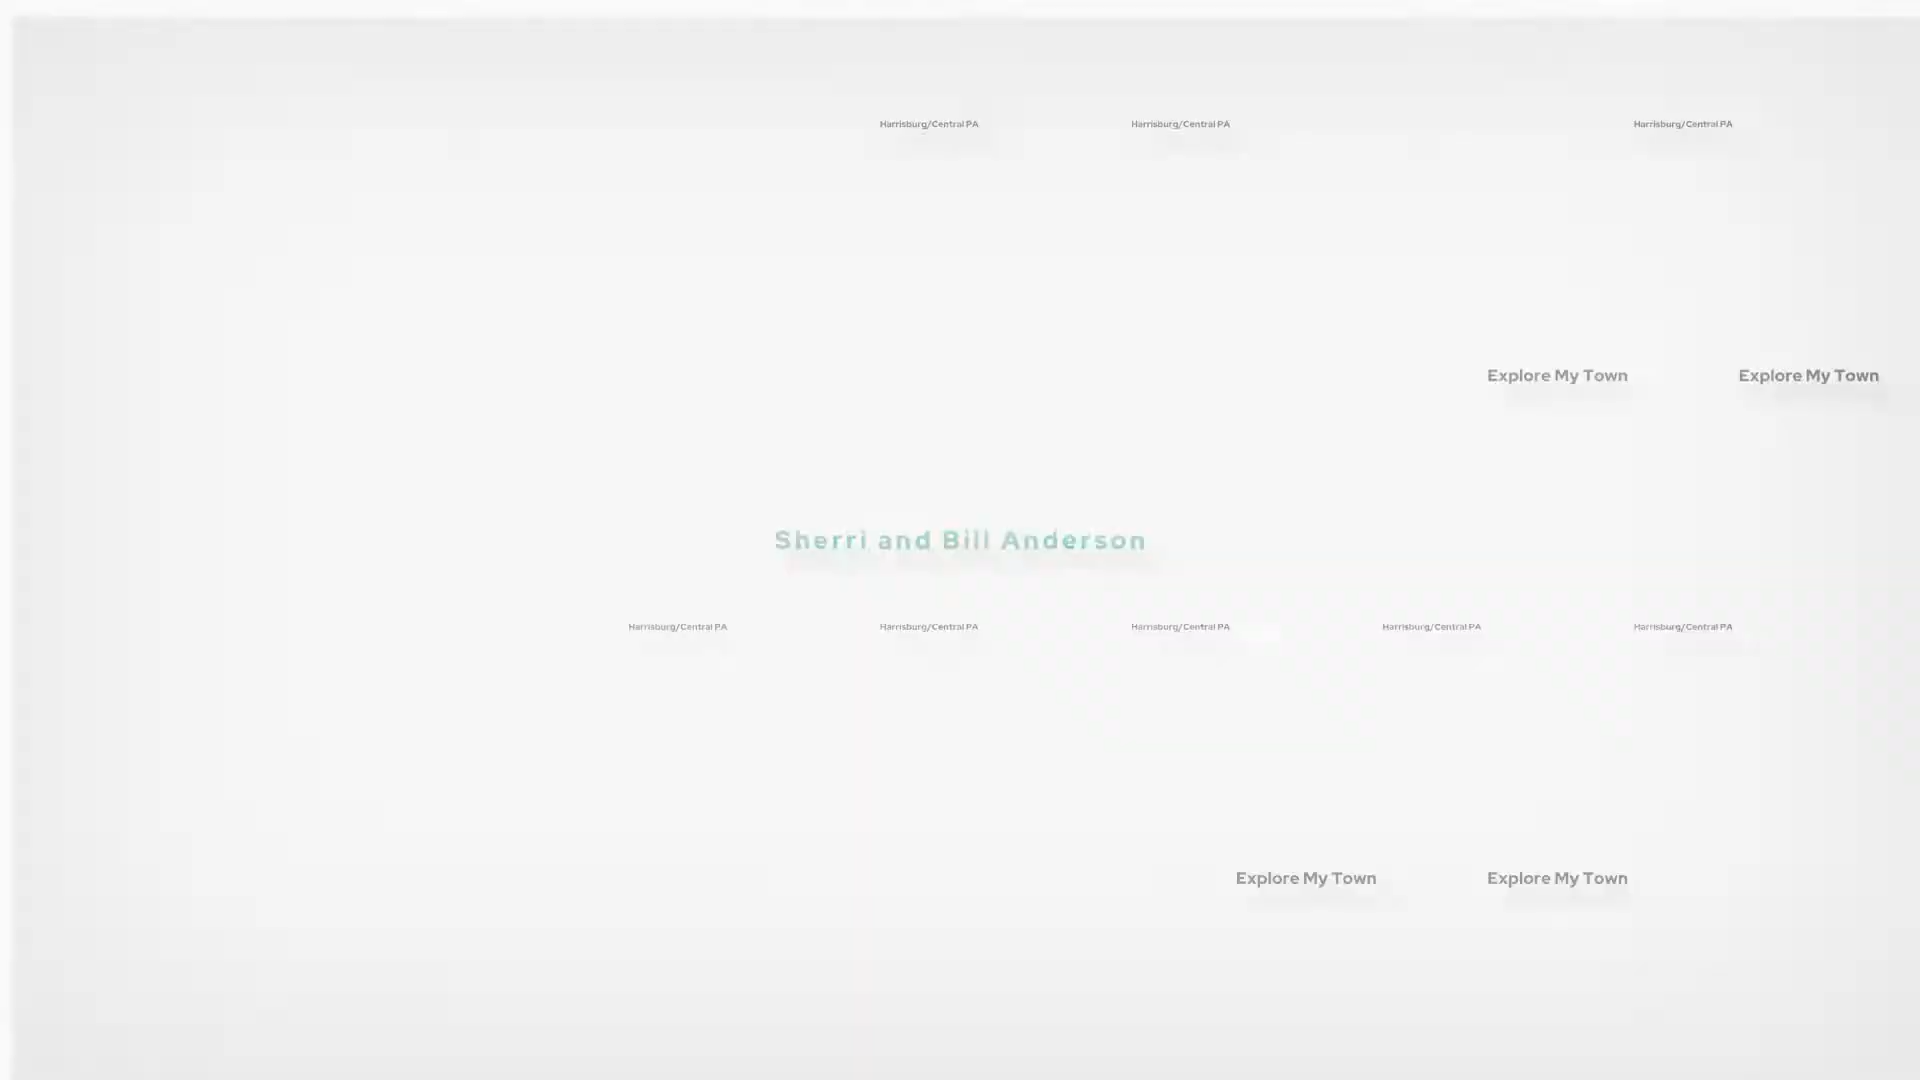 Harrisburg/Central PA Harrisburg/Central PA Harrisburg/Central PA
Explore My Town Explore My Town
Sherri and Bill Anderson
Harrisburg/Central PA Harrisburg/Central PA Harrisburg/Central PA Harrisburg/Central PA Harrisburg/Central PA
Explore My Town Explore My Town